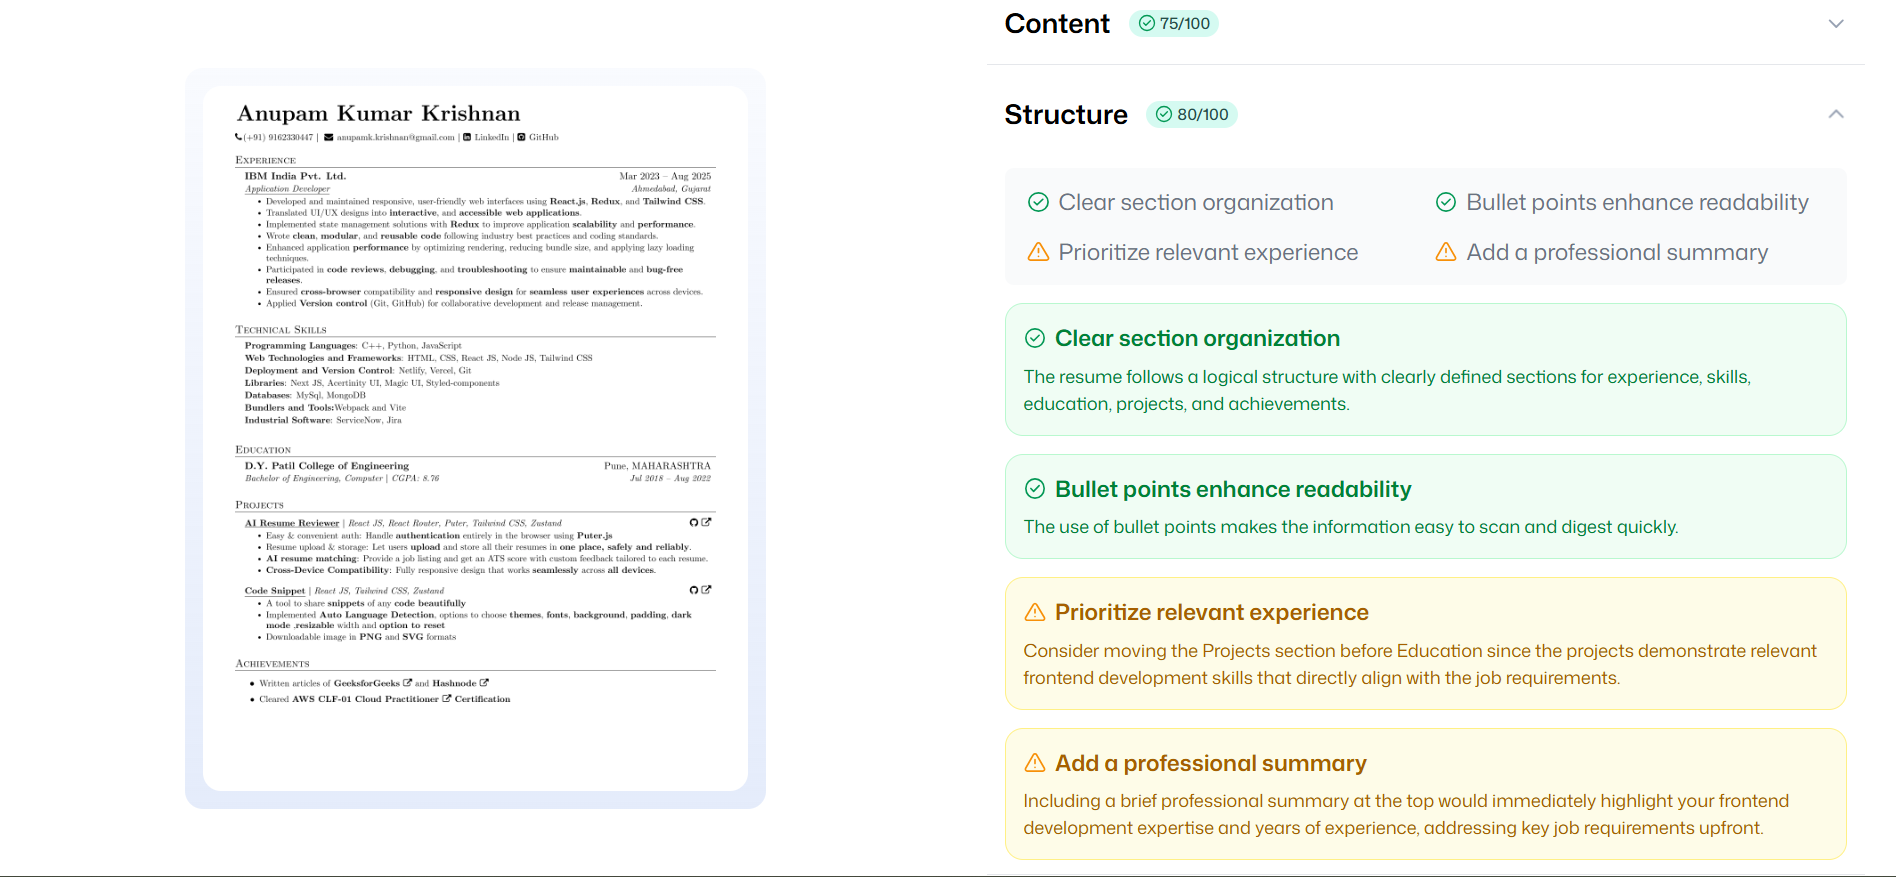 Anupam Kumar Krishnan
(+91) 9162330447 | anupamk.krishnan@gmail.com | LinkedIn | GitHub
Experience
IBM India Pvt. Ltd. Mar 2023 – Aug 2025
Application Developer Ahmedabad, Gujarat
• Developed and maintained responsive, user-friendly web interfaces using React.js, Redux, and Tailwind CSS.
• Translated UI/UX designs into interactive, and accessible web applications.
• Implemented state management solutions with Redux to improve application scalability and performance.
• Wrote clean, modular, and reusable code following industry best practices and coding standards.
• Enhanced application performance by optimizing rendering, reducing bundle size, and applying lazy loading
techniques.
• Participated in code reviews, debugging, and troubleshooting to ensure maintainable and bug-free
releases.
• Ensured cross-browser compatibility and responsive design for seamless user experiences across devices.
• Applied Version control (Git, GitHub) for collaborative development and release management.
Technical Skills
Programming Languages: C++, Python, JavaScript
Web Technologies and Frameworks: HTML, CSS, React JS, Node JS, Tailwind CSS
Deployment and Version Control: Netlify, Vercel, Git
Libraries: Next JS, Acertinity UI, Magic UI, Styled-components
Databases: MySql, MongoDB
Bundlers and Tools:Webpack and Vite
Industrial Software: ServiceNow, Jira
Education
D.Y. Patil College of Engineering Pune, MAHARASHTRA
Bachelor of Engineering, Computer | CGPA: 8.76 Jul 2018 – Aug 2022
Projects
AI Resume Reviewer | React JS, React Router, Puter, Tailwind CSS, Zustand
• Easy & convenient auth: Handle authentication entirely in the browser using Puter.js
• Resume upload & storage: Let users upload and store all their resumes in one place, safely and reliably.
• AI resume matching: Provide a job listing and get an ATS score with custom feedback tailored to each resume.
• Cross-Device Compatibility: Fully responsive design that works seamlessly across all devices.
Code Snippet | React JS, Tailwind CSS, Zustand
• A tool to share snippets of any code beautifully
• Implemented Auto Language Detection, options to choose themes, fonts, background, padding, dark
mode ,resizable width and option to reset
• Downloadable image in PNG and SVG formats
Achievements
• Written articles of GeeksforGeeks and Hashnode
• Cleared AWS CLF-01 Cloud Practitioner Certification
Content 75/100
Structure 80/100
Clear section organization
Bullet points enhance readability
Prioritize relevant experience
Add a professional summary
Clear section organization
The resume follows a logical structure with clearly defined sections for experience, skills,
education, projects, and achievements.
Bullet points enhance readability
The use of bullet points makes the information easy to scan and digest quickly.
Prioritize relevant experience
Consider moving the Projects section before Education since the projects demonstrate relevant
frontend development skills that directly align with the job requirements.
Add a professional summary
Including a brief professional summary at the top would immediately highlight your frontend
development expertise and years of experience, addressing key job requirements upfront.